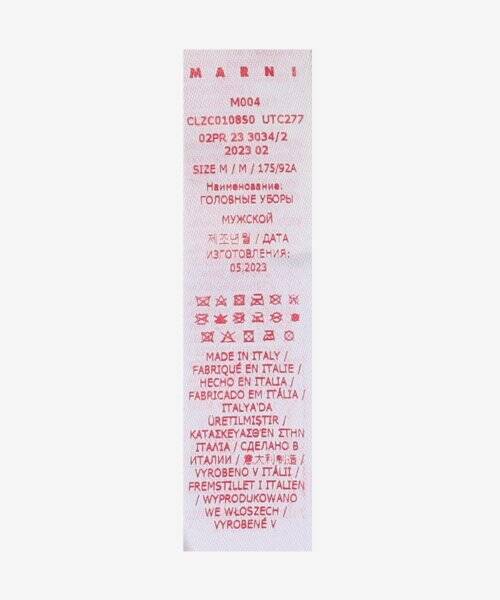 MARNI
M004
CLZC0108S0 UTC277
02PR 23 3034/2
2023 02
SIZE M / M / 175/92A
Наименование:
ГОЛОВНЫЕ УБОРЫ
МУЖСКОЙ
제조년월 / ДАТА
ИЗГОТОВЛЕНИЯ:
05.2023
MADE IN ITALY /
FABRIQUÉ EN ITALIE /
HECHO EN ITALIA /
FABRICADO EM ITÁLIA /
ITALYA'DA
ÜRETILMIŞTIR /
ΚΑΤΑΣΚΕΥΑΣΘΕΝ ΣΤΗΝ
ΙΤΑΛΙΑ / СДЕЛАНО В
ИТАЛИИ / 意大利制造 /
VYROBENO V ITÁLII /
FREMSTILLET I ITALIEN
/ WYPRODUKOWANO
WE WŁOSZECH /
VYROBENÉ V